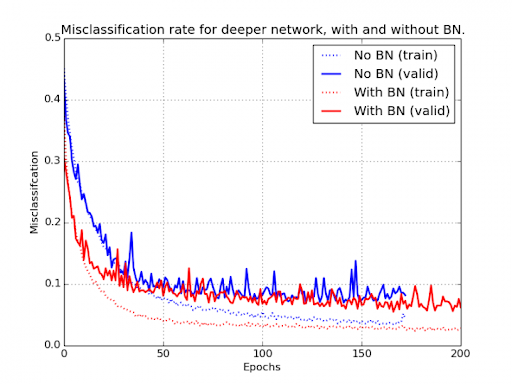 Misclassification rate for deeper network, with and without BN.
0.5
0.4
0.3
0.2
0.1
0.0
Misclassifcation
No BN (train)
No BN (valid)
With BN (train)
With BN (valid)
0
50
100
150
200
Epochs